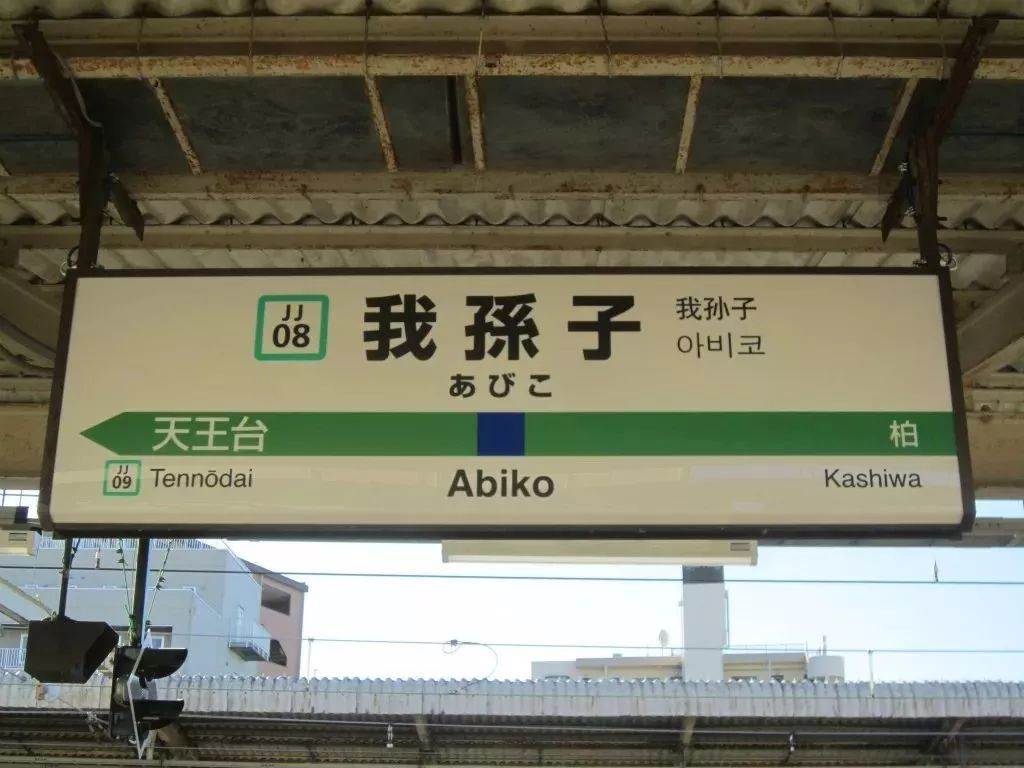 JJ
08
我孫子
我孙子
아비코
あびこ
天王台
柏
JJ
09
Tennōdai
Abiko
Kashiwa